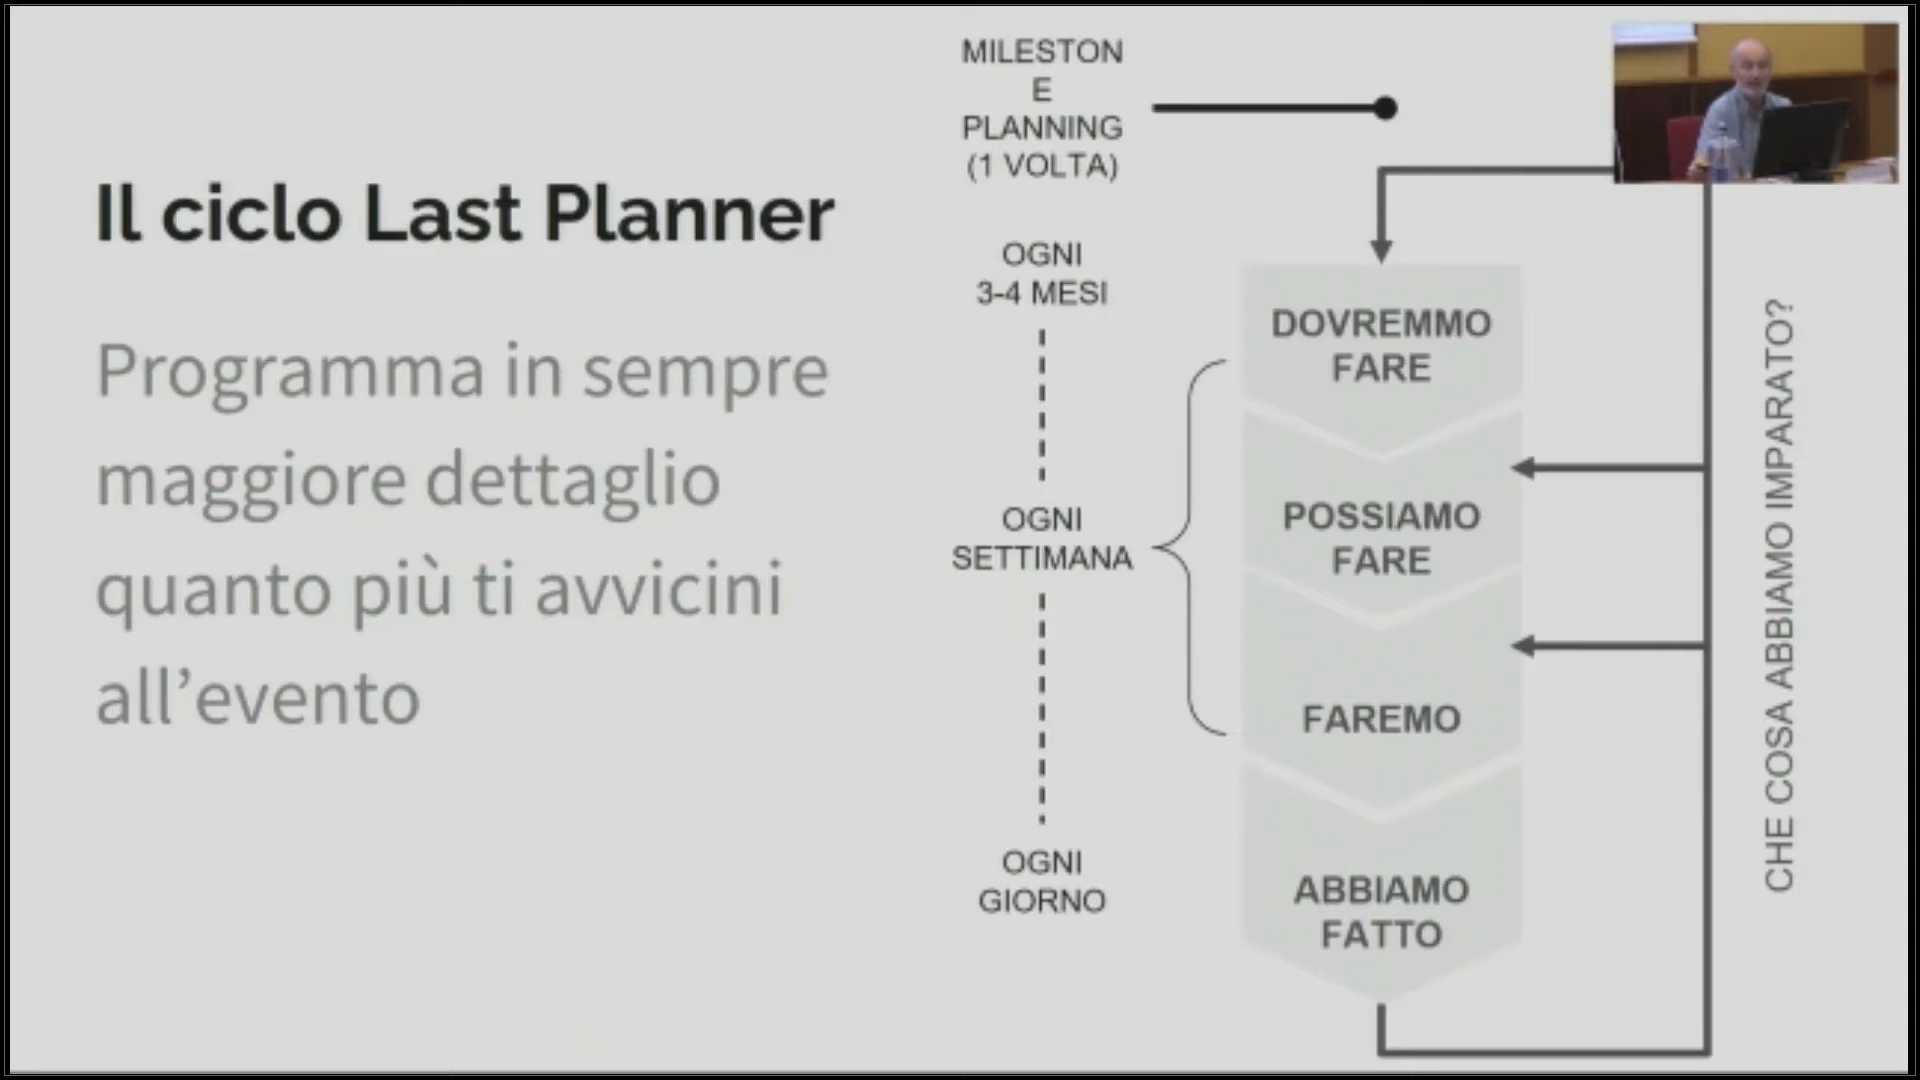 Il ciclo Last Planner
Programma in sempre
maggiore dettaglio
quanto più ti avvicini
all’evento
MILESTON
E
PLANNING
(1 VOLTA)
OGNI
3-4 MESI
OGNI
SETTIMANA
OGNI
GIORNO
DOVREMMO
FARE
POSSIAMO
FARE
FAREMO
ABBIAMO
FATTO
CHE COSA ABBIAMO IMPARATO?